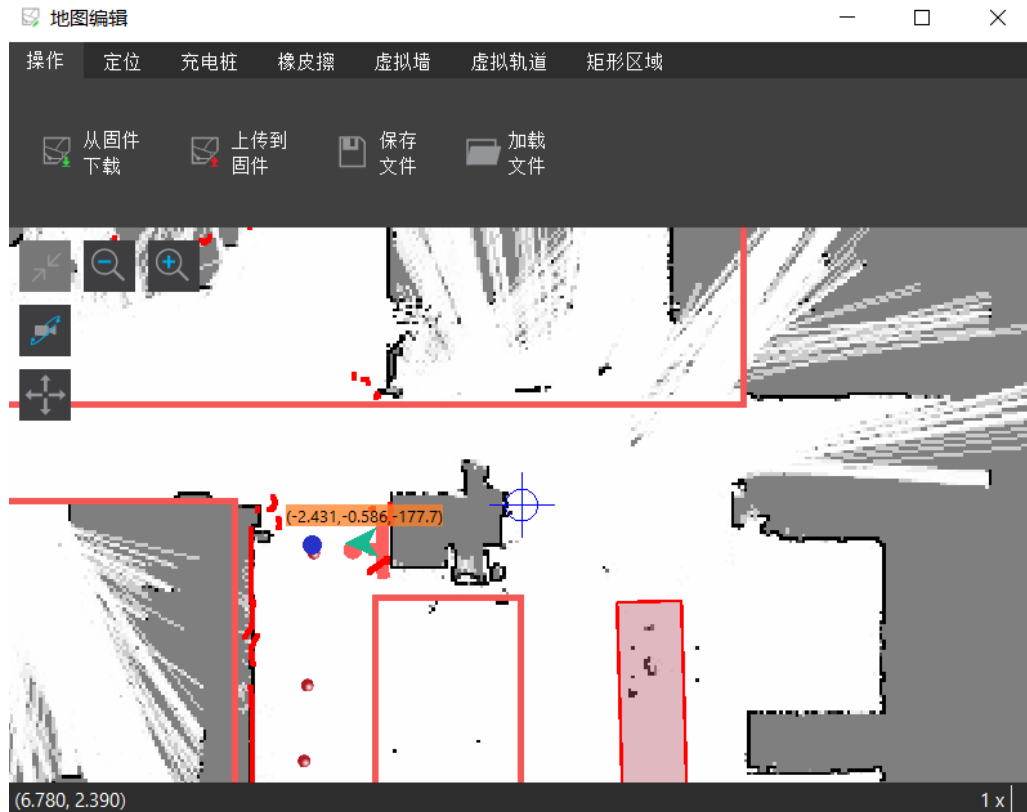 地图编辑
操作 定位 充电桩 橡皮擦 虚拟墙 虚拟轨道 矩形区域
从固件
下载
上传到
固件
保存
文件
加载
文件
(-2.431,-0.586,-177.7)
(6.780, 2.390)
1 x